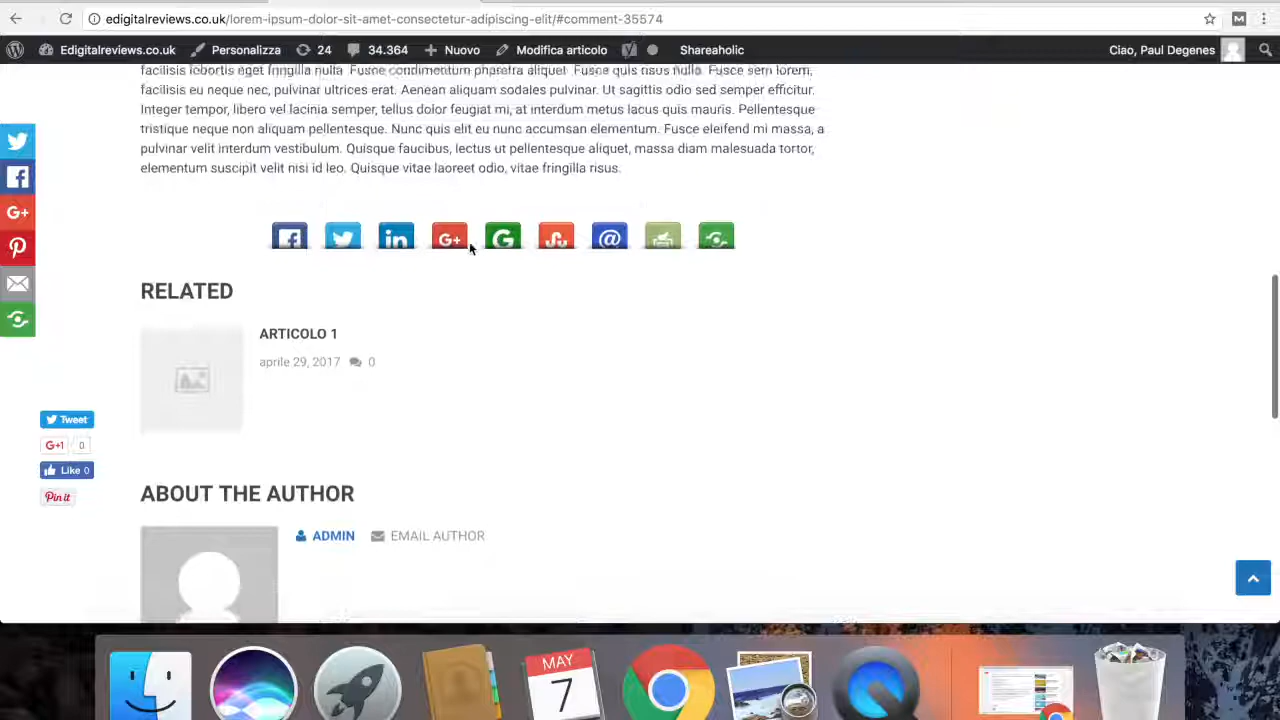 edigitalreviews.co.uk/lorem-ipsum-dolor-sit-amet-consectetur-adipiscing-elit/#comment-35574
Edigitalreviews.co.uk Personalizza 24 34.364 Nuovo Modifica articolo Shareaholic Ciao, Paul Degenes
facilisis lobortis eget fringilla nulla. Fusce condimentum pharetra aliquet. Fusce quis risus nulla. Fusce sem lorem,
facilisis eu neque nec, pulvinar ultrices erat. Aenean aliquam sodales pulvinar. Ut sagittis odio sed semper efficitur.
Integer tempor, libero vel lacinia semper, tellus dolor feugiat mi, at interdum metus lacus quis mauris. Pellentesque
tristique neque non aliquam pellentesque. Nunc quis elit eu nunc accumsan elementum. Fusce eleifend mi massa, a
pulvinar velit interdum vestibulum. Quisque faucibus, lectus ut pellentesque aliquet, massa diam malesuada tortor,
elementum suscipit velit nisi id leo. Quisque vitae laoreet odio, vitae fringilla risus.
RELATED
ARTICOLO 1
aprile 29, 2017 0
Tweet
G+1 0
Like 0
Pin it
ABOUT THE AUTHOR
ADMIN EMAIL AUTHOR
MAY
7